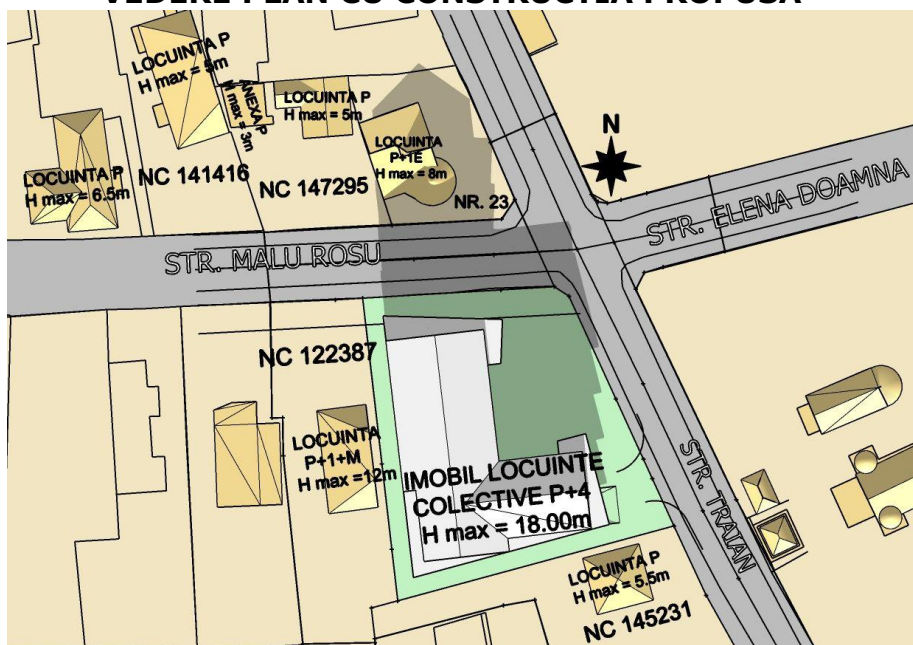 VEDERE PLAN CU CONSTRUCTIA PROPUSA
LOCUINTA P
H max = 5m
ANEXA P
H max = 3m
LOCUINTA P
H max = 5m
LOCUINTA
P+1E
H max = 8m
N
LOCUINTA P
H max = 6.5m
NC 141416
NC 147295
NR. 23
STR. ELENA DOAMNA
STR. MALU ROSU
NC 122387
LOCUINTA
P+1+M
H max =12m
IMOBIL LOCUINTE
COLECTIVE P+4
H max = 18.00m
STR. TRAIAN
LOCUINTA P
H max = 5.5m
NC 145231